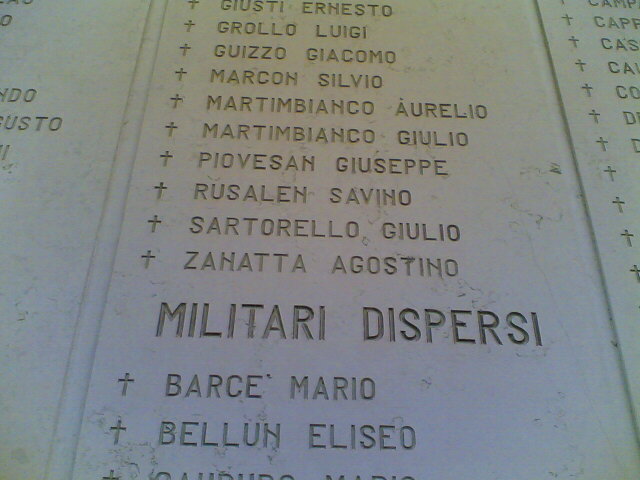 GIUSTI ERNESTO
GROLLO LUIGI
GUIZZO GIACOMO
MARCON SILVIO
MARTIMBIANCO AURELIO
MARTIMBIANCO GIULIO
PIOVESAN GIUSEPPE
RUSALEN SAVINO
SARTORELLO GIULIO
ZANATTA AGOSTINO
MILITARI DISPERSI
BARCE' MARIO
BELLUN ELISEO
MARIO